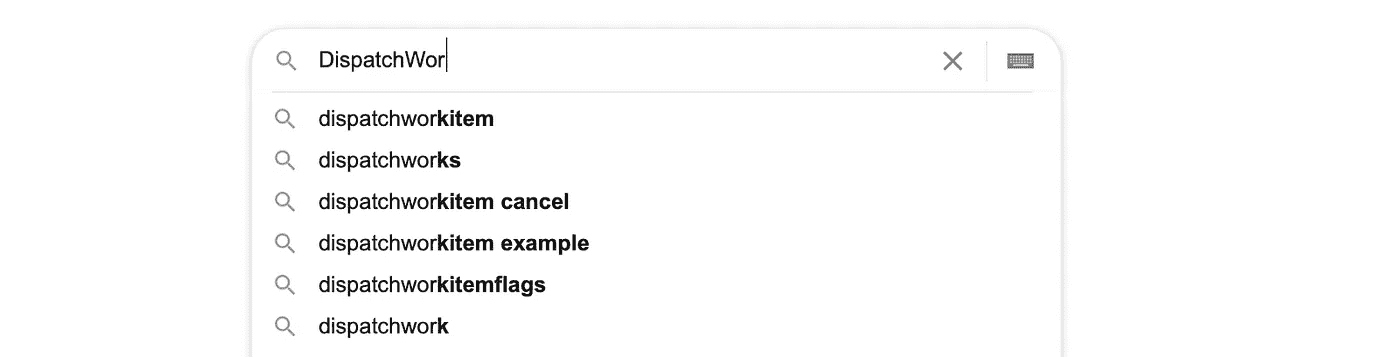 DispatchWor
dispatchworkitem
dispatchworks
dispatchworkitem cancel
dispatchworkitem example
dispatchworkitemflags
dispatchwork